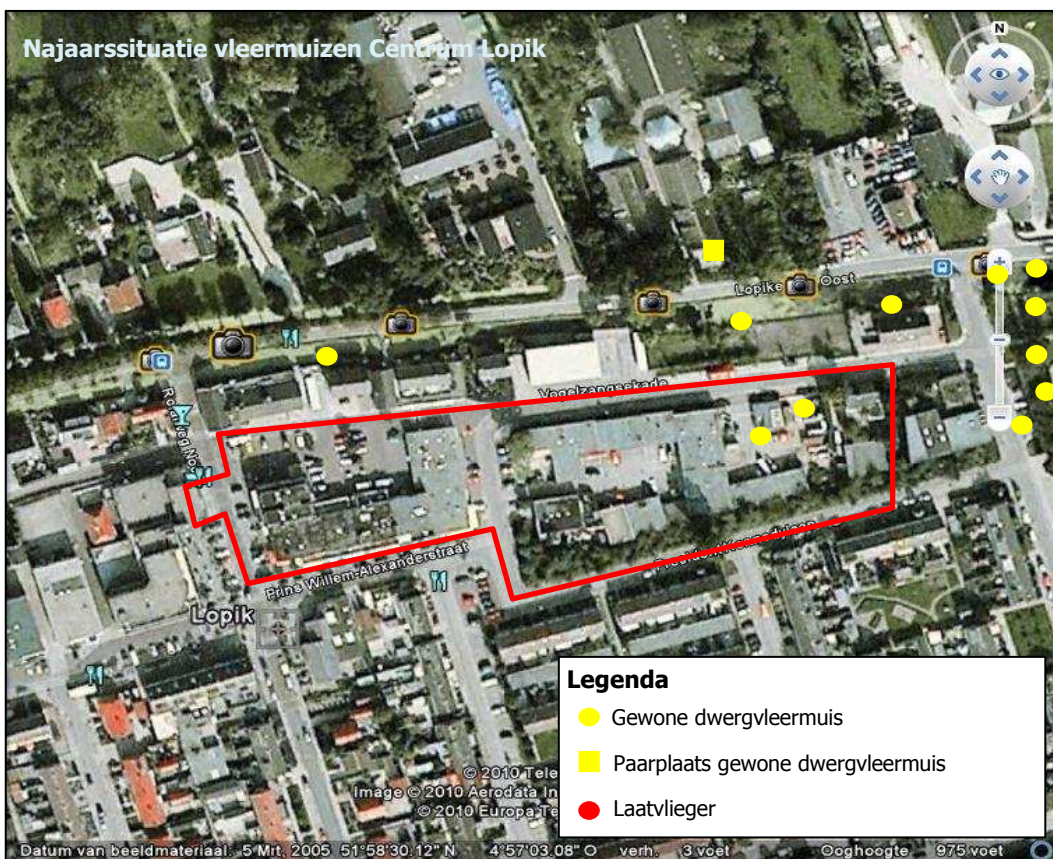 Najaarssituatie vleermuizen Centrum Lopik
N
Lopike Oost
Vogelzangsekade
Prins Willem-Alexanderstraat
Lopik
Legenda
Gewone dwergvleermuis
Paarplaats gewone dwergvleermuis
Laatvlieger
© 2010 Tele
Image © 2010 Aerodata In
© 2010 Europa Te
Datum van beeldmateriaal: 5 Mrt, 2005 51°58'30.12" N 4°57'03.08" O verh. 3 voet Ooghoogte 975 voet